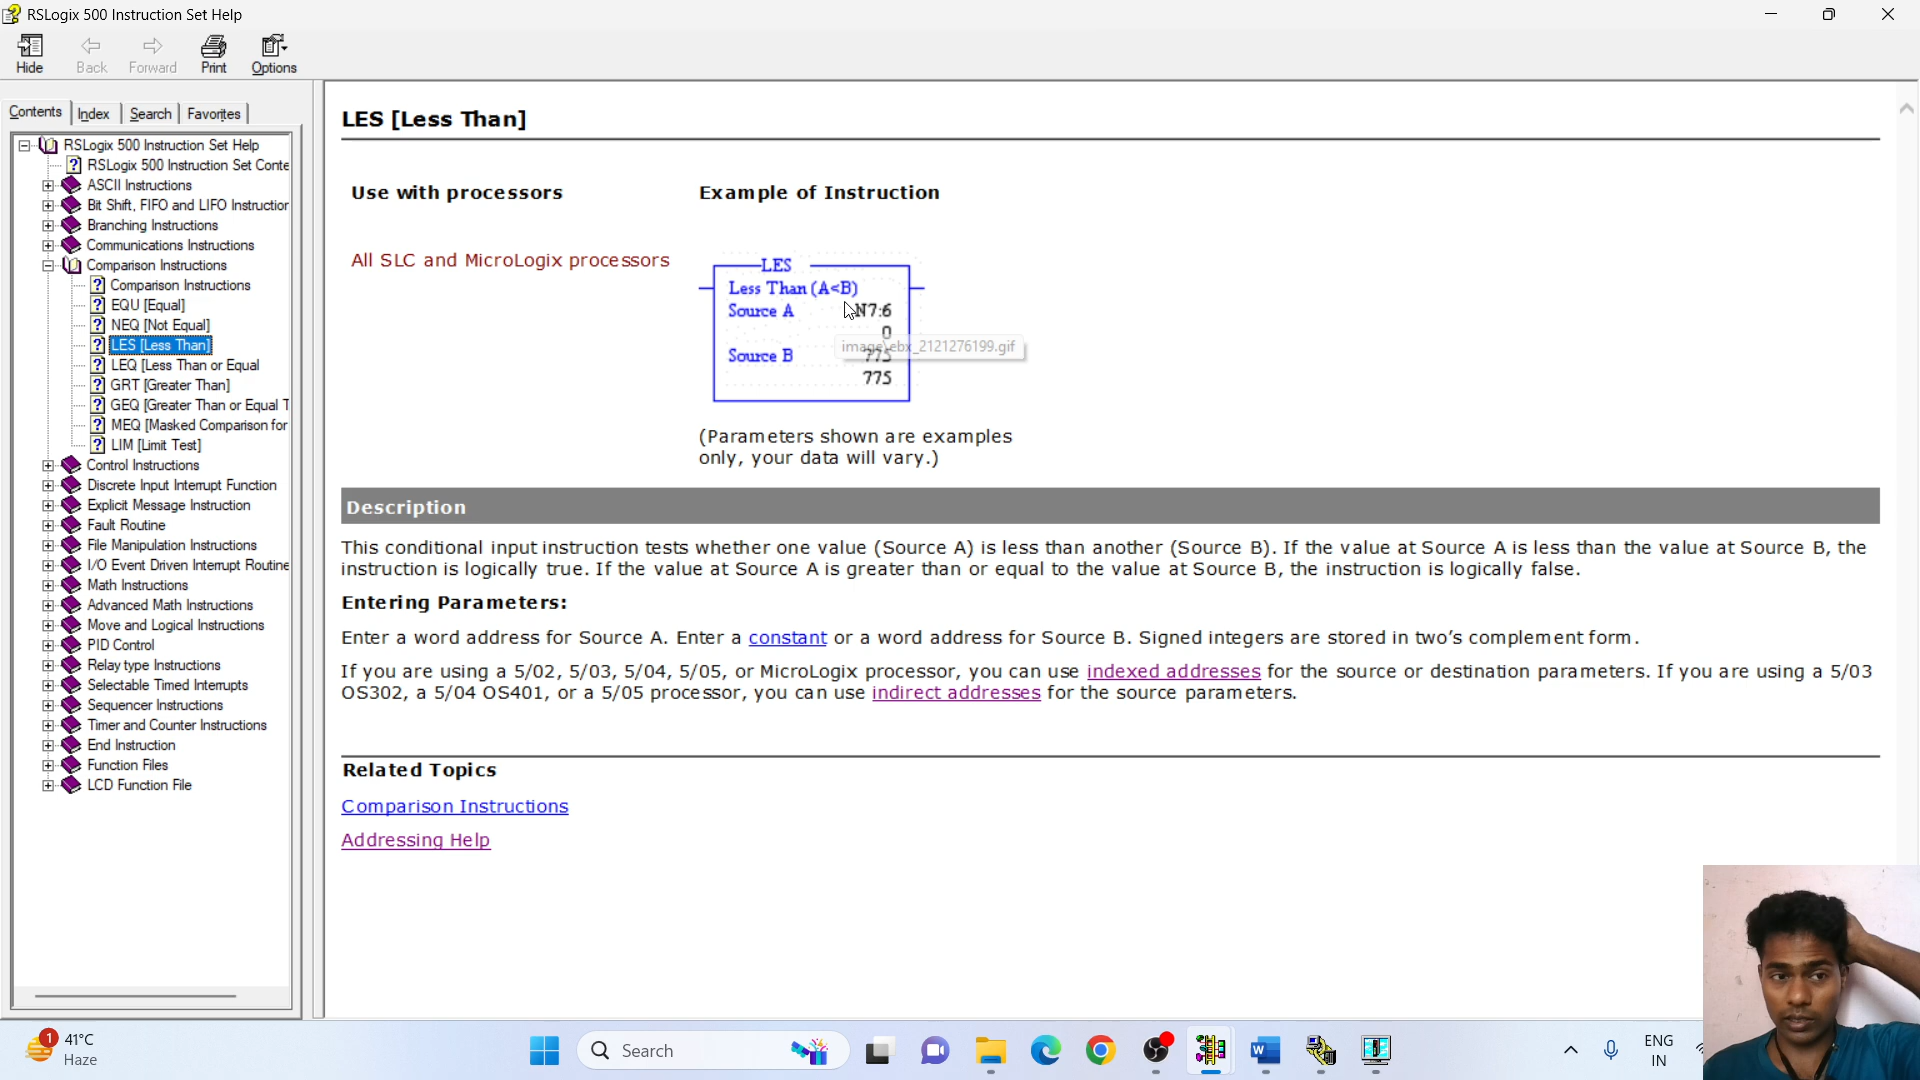 RSLogix 500 Instruction Set Help
Hide
Back
Forward
Print
Options
Contents
Index
Search
Favorites
RSLogix 500 Instruction Set Help
RSLogix 500 Instruction Set Conte
ASCII Instructions
Bit Shift, FIFO and LIFO Instruction
Branching Instructions
Communications Instructions
Comparison Instructions
Comparison Instructions
EQU [Equal]
NEQ [Not Equal]
LES [Less Than]
LEQ [Less Than or Equal
GRT [Greater Than]
GEQ [Greater Than or Equal T
MEQ [Masked Comparison for
LIM [Limit Test]
Control Instructions
Discrete Input Interrupt Function
Explicit Message Instruction
Fault Routine
File Manipulation Instructions
I/O Event Driven Interrupt Routine
Math Instructions
Advanced Math Instructions
Move and Logical Instructions
PID Control
Relay type Instructions
Selectable Timed Interrupts
Sequencer Instructions
Timer and Counter Instructions
End Instruction
Function Files
LCD Function File
LES [Less Than]
Use with processors
Example of Instruction
All SLC and MicroLogix processors
LES
Less Than (A<B)
Source A N7:6
0
Source B 775
775
image\ebx_2121276199.gif
(Parameters shown are examples
only, your data will vary.)
Description
This conditional input instruction tests whether one value (Source A) is less than another (Source B). If the value at Source A is less than the value at Source B, the
instruction is logically true. If the value at Source A is greater than or equal to the value at Source B, the instruction is logically false.
Entering Parameters:
Enter a word address for Source A. Enter a constant or a word address for Source B. Signed integers are stored in two's complement form.
If you are using a 5/02, 5/03, 5/04, 5/05, or MicroLogix processor, you can use indexed addresses for the source or destination parameters. If you are using a 5/03
OS302, a 5/04 OS401, or a 5/05 processor, you can use indirect addresses for the source parameters.
Related Topics
Comparison Instructions
Addressing Help
1
41°C
Haze
Search
ENG
IN